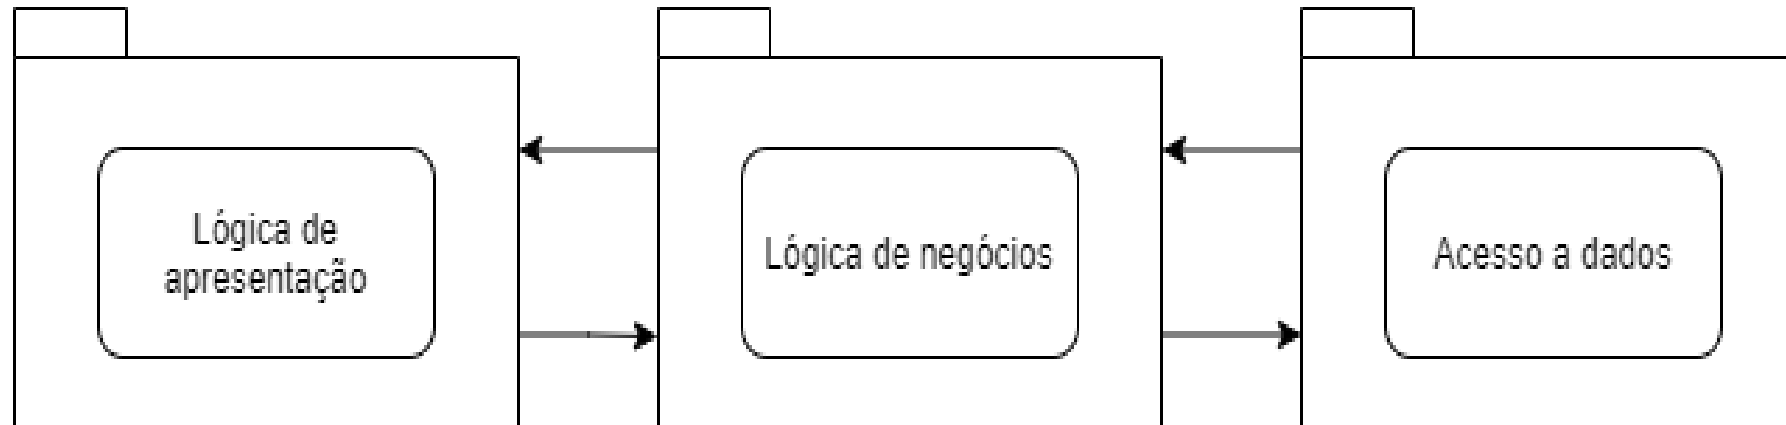 Lógica de
apresentação
Lógica de negócios
Acesso a dados